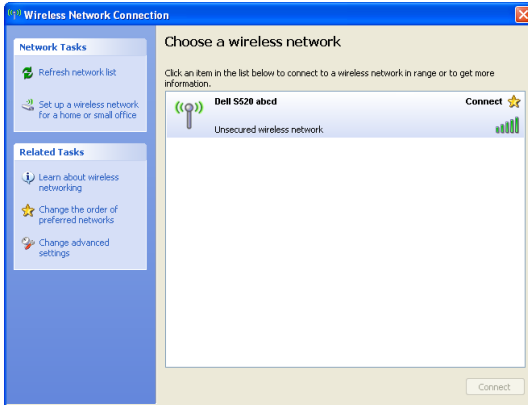 Wireless Network Connection
Network Tasks
Refresh network list
Set up a wireless network
for a home or small office
Related Tasks
Learn about wireless
networking
Change the order of
preferred networks
Change advanced
settings
Choose a wireless network
Click an item in the list below to connect to a wireless network in range or to get more
information.
Dell S520 abcd
Connect
Unsecured wireless network
Connect